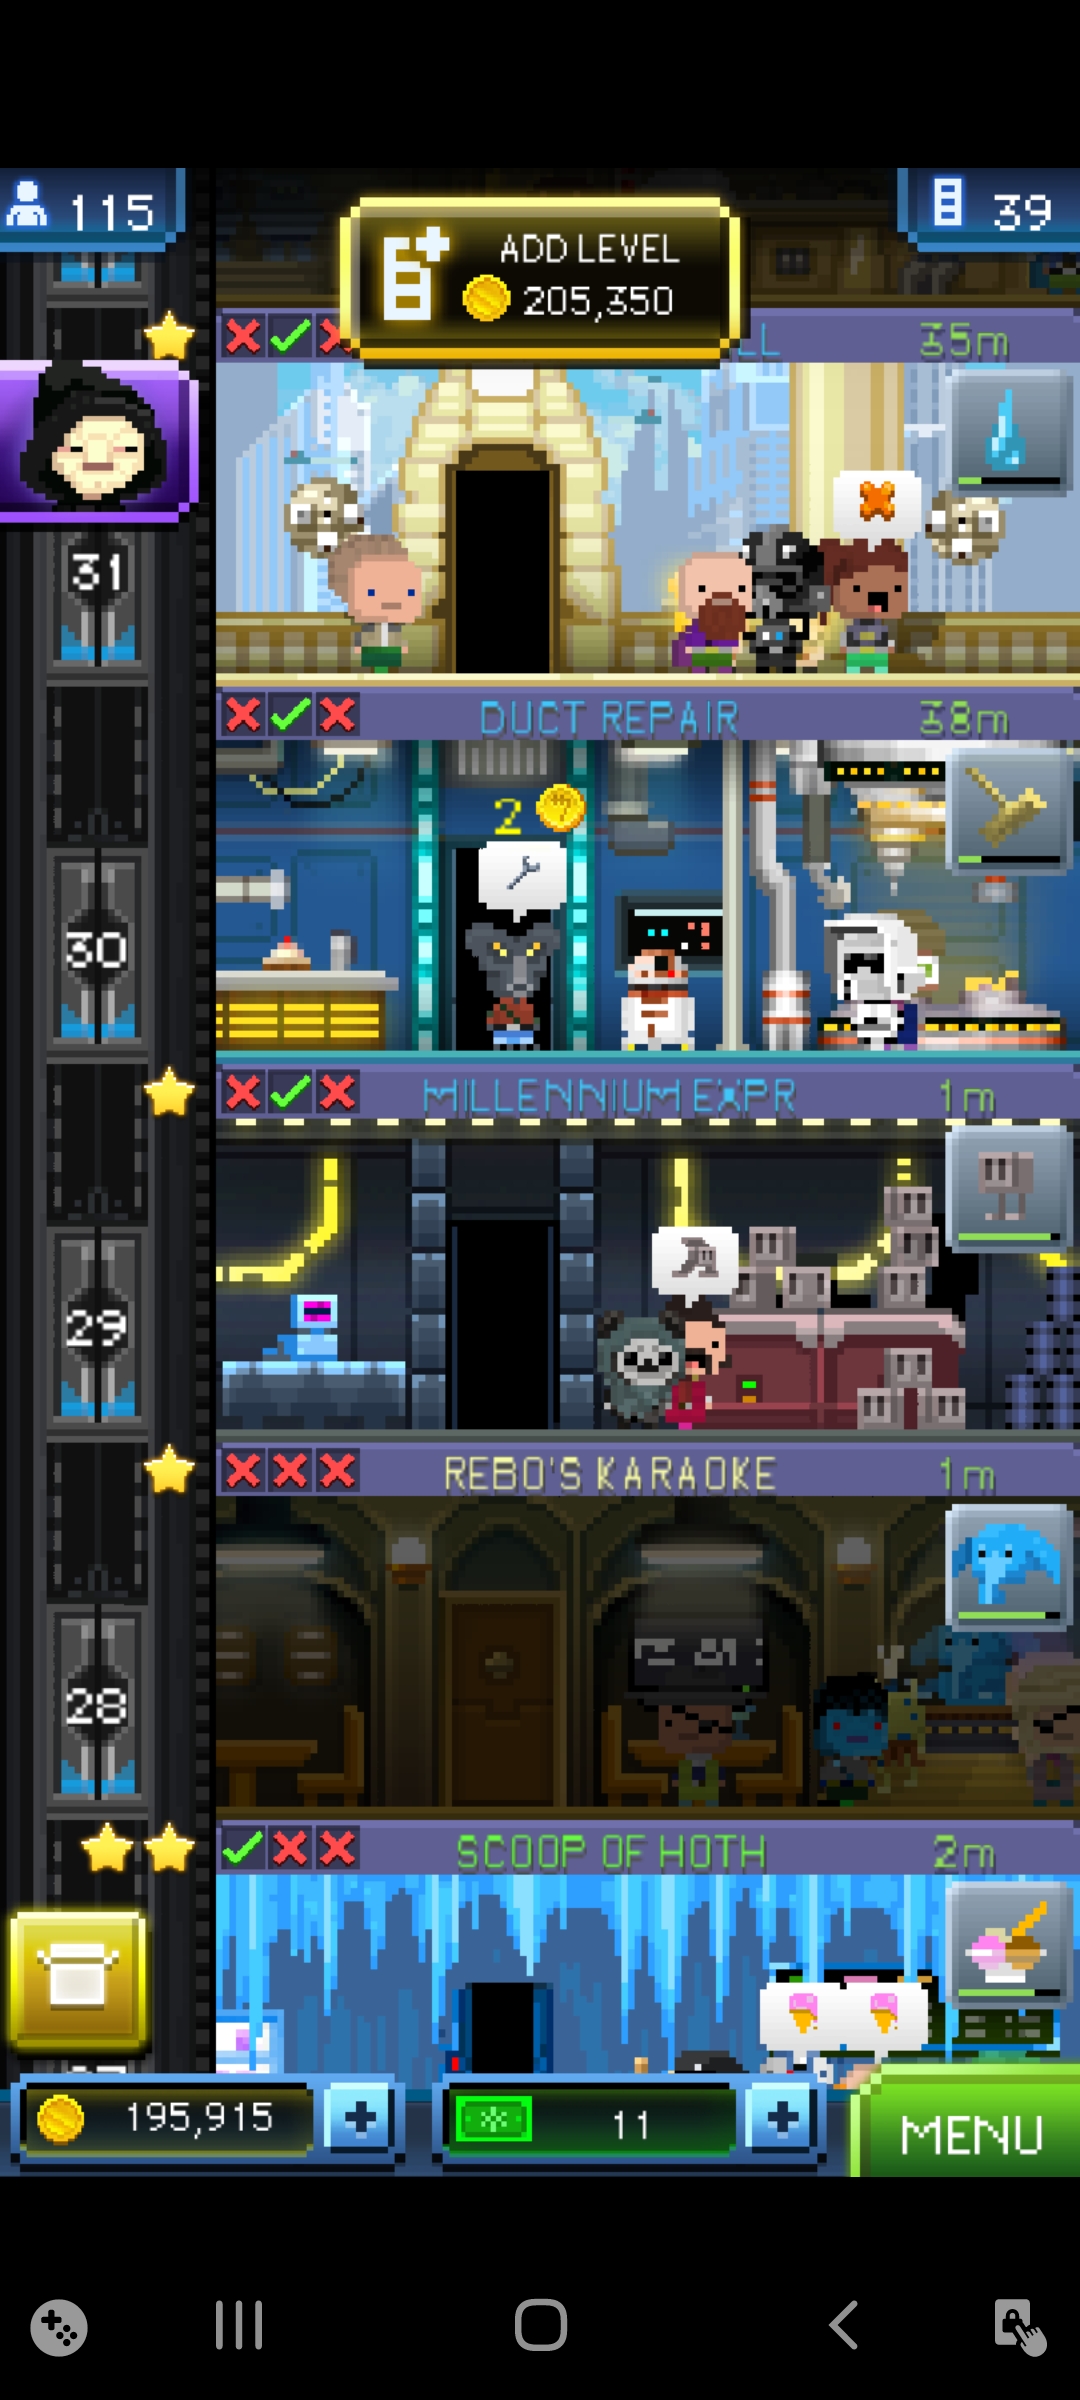 115
ADD LEVEL
205,350
39
LL
35m
31
DUCT REPAIR
38m
2
30
MILLENNIUM EXPR
1m
29
REBO'S KARAOKE
1m
28
SCOOP OF HOTH
2m
195,915
11
MENU